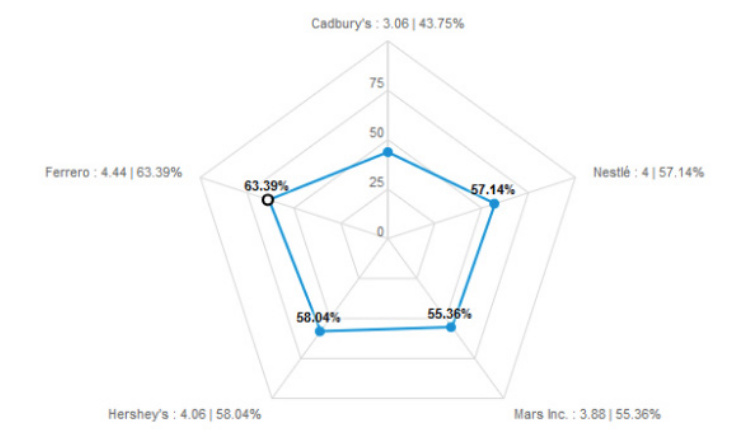 Cadbury's : 3.06 | 43.75%
75
50
Ferrero : 4.44 | 63.39%
Nestlé : 4 | 57.14%
63.39%
25
57.14%
0
58.04%
55.36%
Hershey's : 4.06 | 58.04%
Mars Inc. : 3.88 | 55.36%